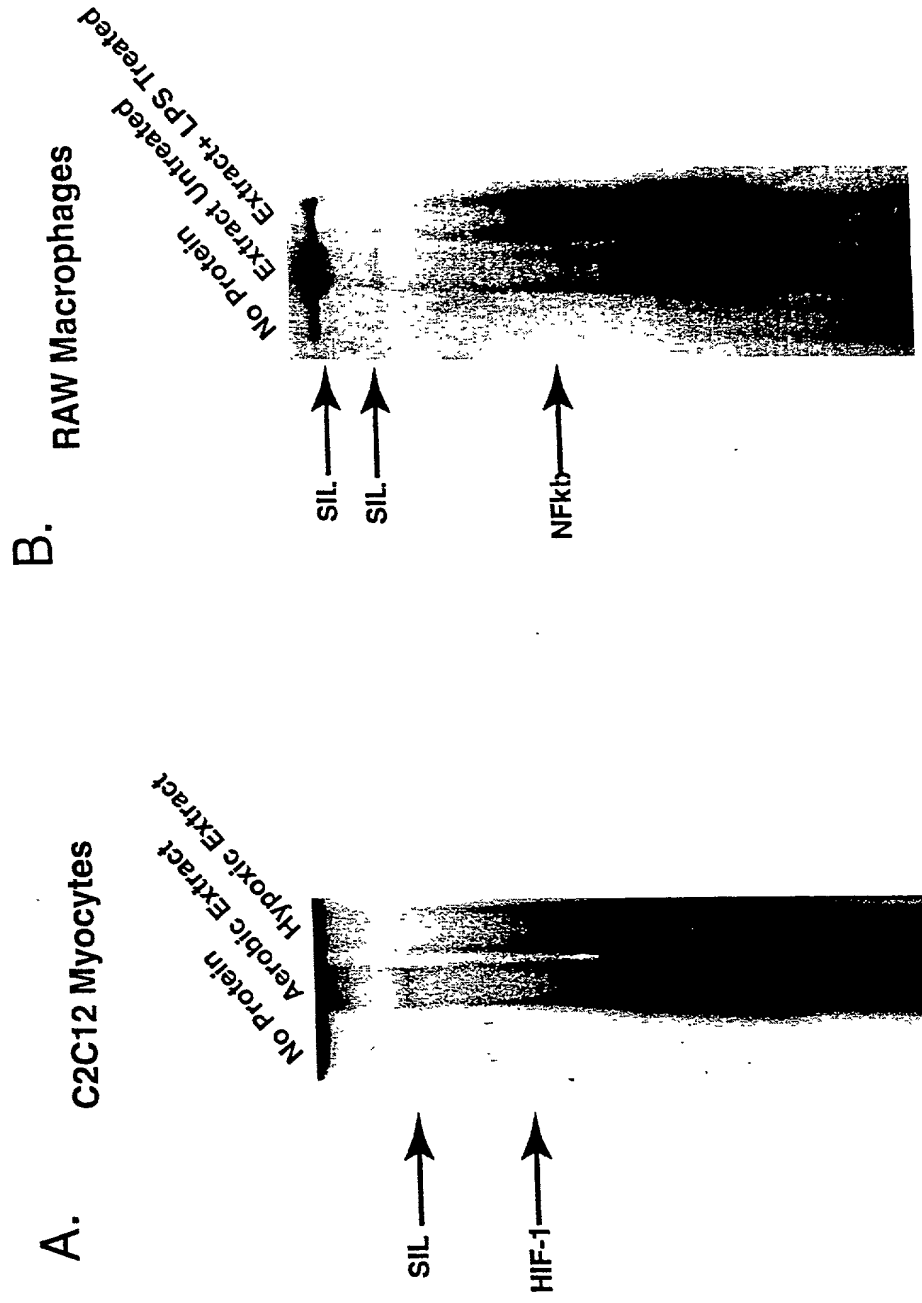 A.
C2C12 Myocytes
No Protein
Aerobic Extract
Hypoxic Extract
SIL
HIF-1
B.
RAW Macrophages
No Protein
Extract Untreated
Extract+ LPS Treated
SIL
SIL
NFkb